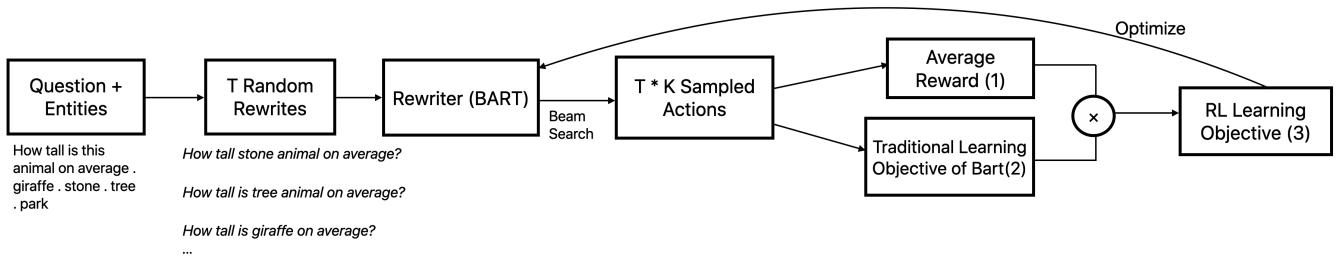 Optimize
Question +
Entities
T Random
Rewrites
Rewriter (BART)
Beam
Search
T * K Sampled
Actions
Average
Reward (1)
Traditional Learning
Objective of Bart(2)
×
RL Learning
Objective (3)
How tall is this
animal on average .
giraffe . stone . tree
. park
How tall stone animal on average?
How tall is tree animal on average?
How tall is giraffe on average?
...